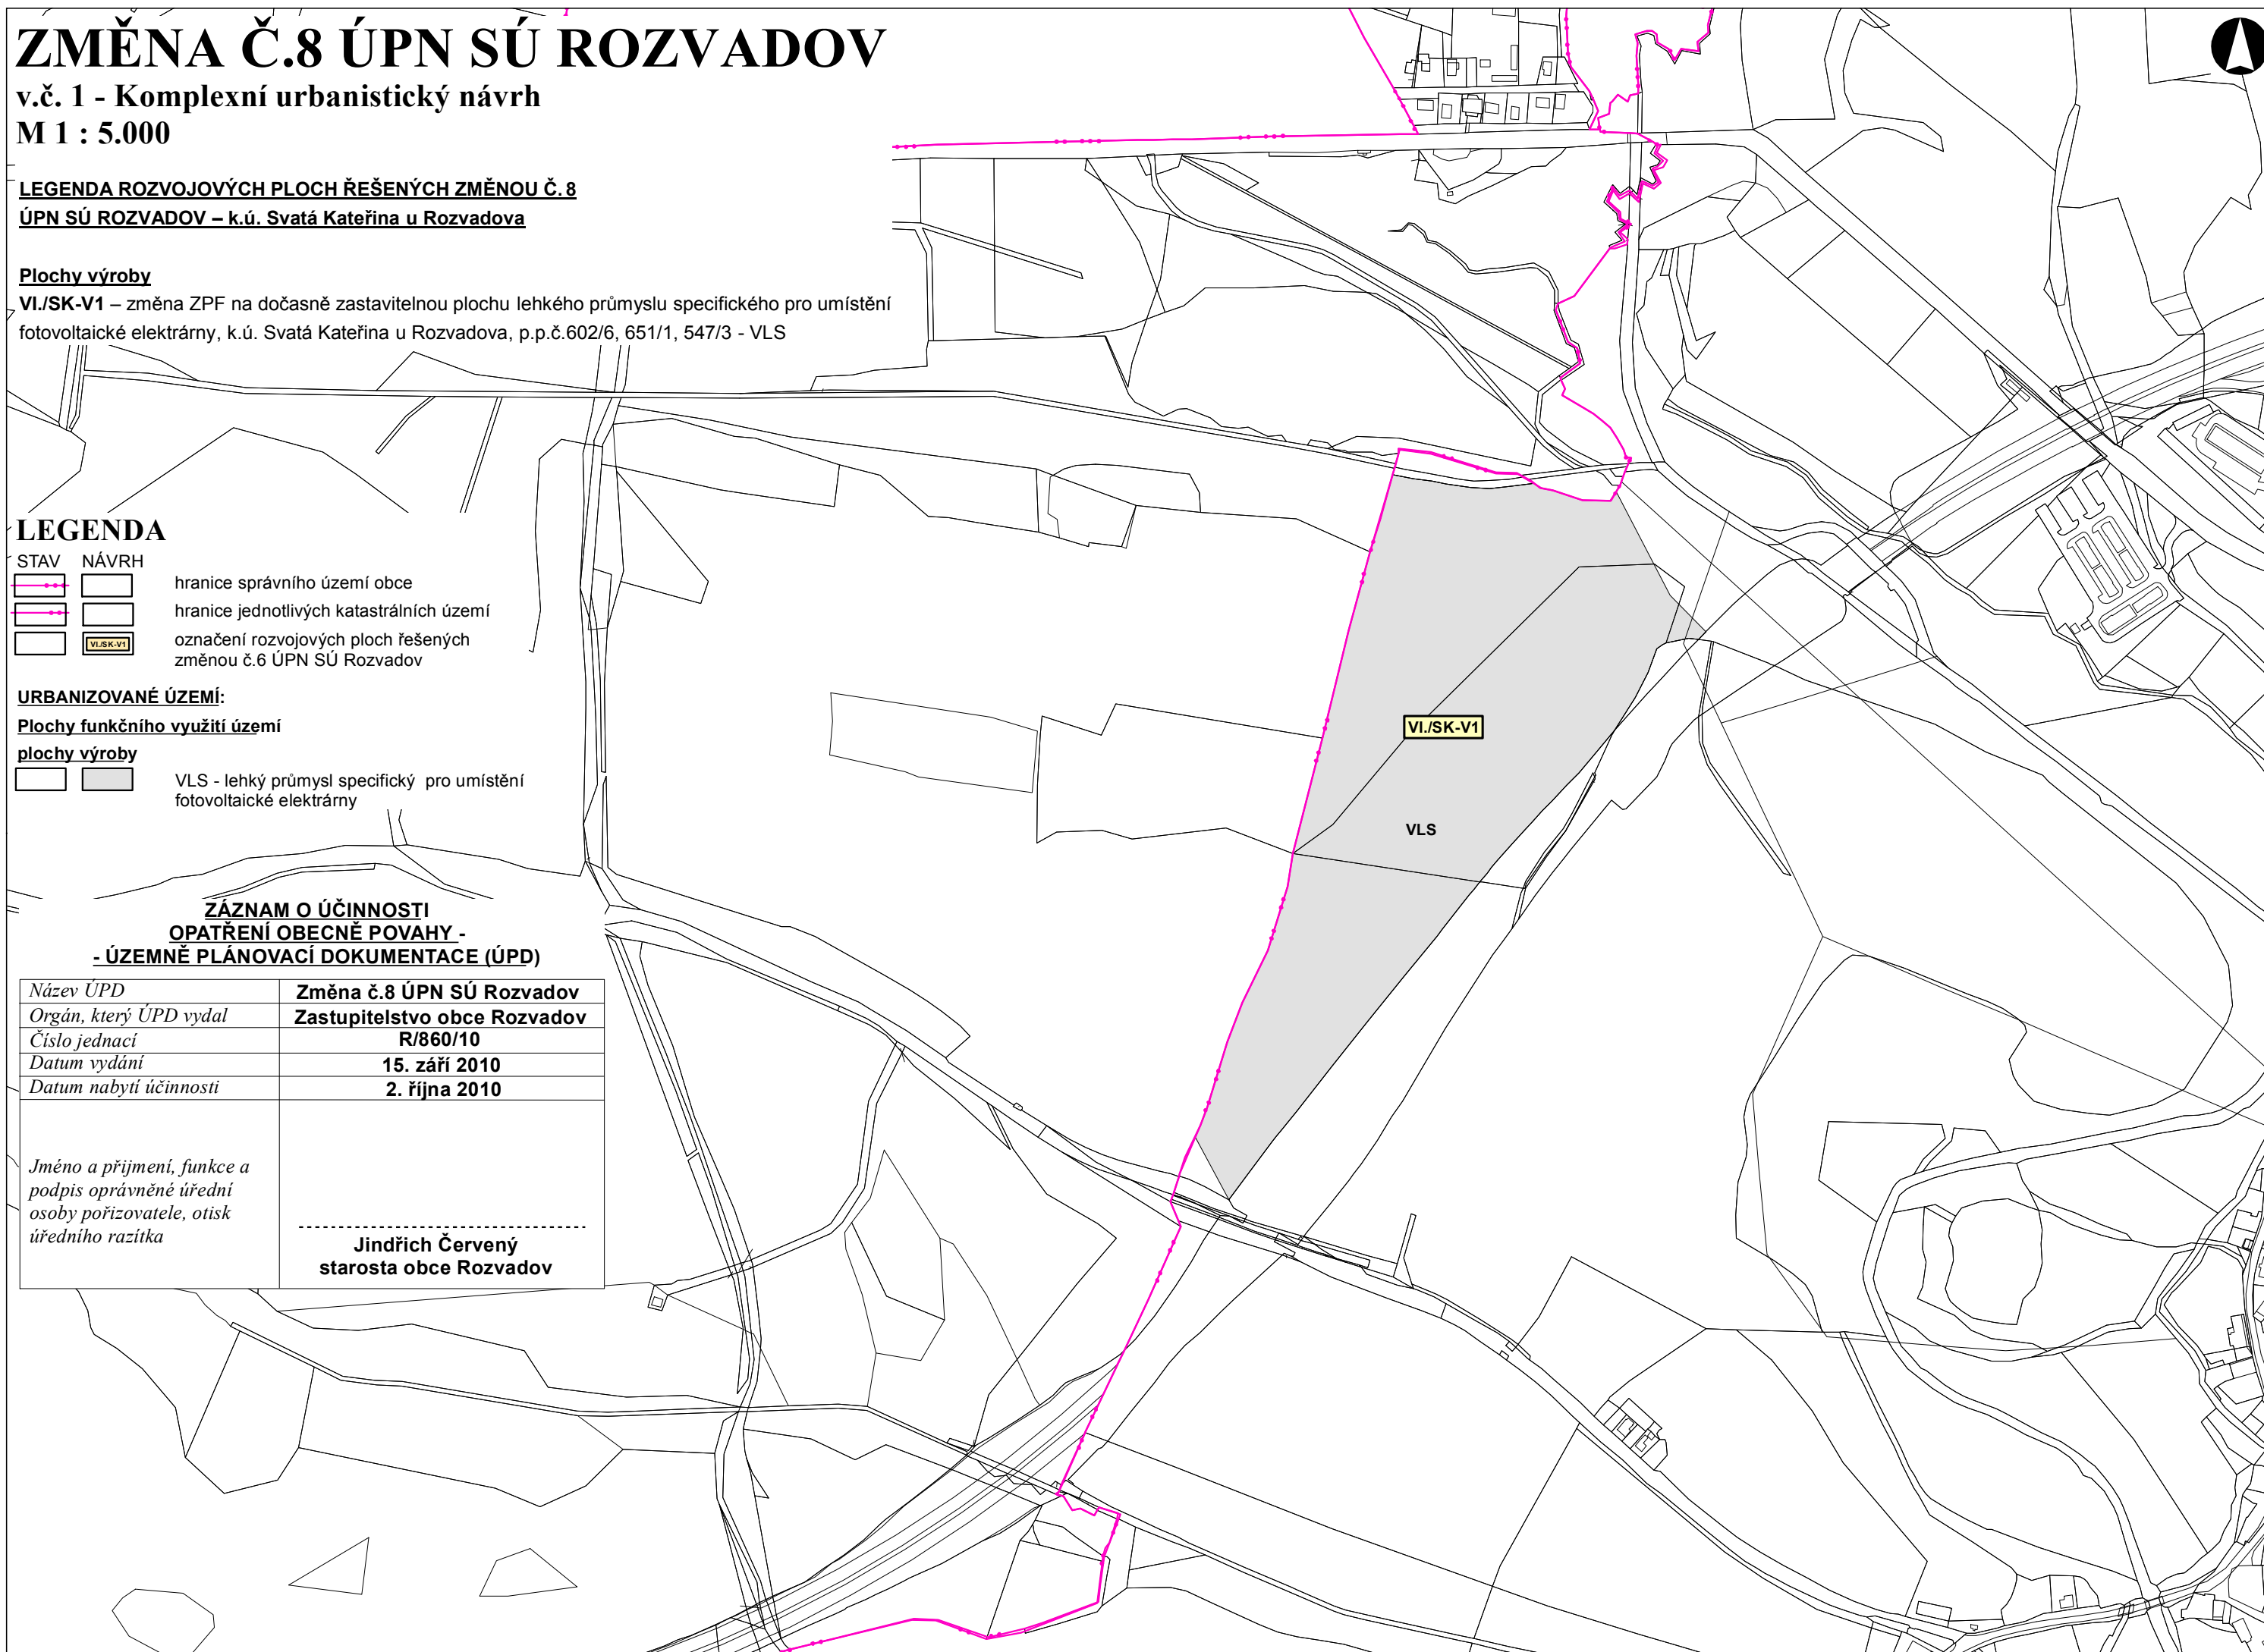 ZMĚNA Č.8 ÚPN SÚ ROZVADOV
v.č. 1 - Komplexní urbanistický návrh
M 1 : 5.000
LEGENDA ROZVOJOVÝCH PLOCH ŘEŠENÝCH ZMĚNOU Č. 8
ÚPN SÚ ROZVADOV – k.ú. Svatá Kateřina u Rozvadova
Plochy výroby
VI./SK-V1 – změna ZPF na dočasně zastavitelnou plochu lehkého průmyslu specifického pro umístění
fotovoltaické elektrárny, k.ú. Svatá Kateřina u Rozvadova, p.p.č.602/6, 651/1, 547/3 - VLS
LEGENDA
STAV NÁVRH
hranice správního území obce
hranice jednotlivých katastrálních území
VI./SK-V1
označení rozvojových ploch řešených
změnou č.6 ÚPN SÚ Rozvadov
URBANIZOVANÉ ÚZEMÍ:
Plochy funkčního využití území
plochy výroby
VLS - lehký průmysl specifický pro umístění
fotovoltaické elektrárny
VI./SK-V1
VLS
ZÁZNAM O ÚČINNOSTI
OPATŘENÍ OBECNĚ POVAHY -
- ÚZEMNĚ PLÁNOVACÍ DOKUMENTACE (ÚPD)
Název ÚPD Změna č.8 ÚPN SÚ Rozvadov
Orgán, který ÚPD vydal Zastupitelstvo obce Rozvadov
Číslo jednací R/860/10
Datum vydání 15. září 2010
Datum nabytí účinnosti 2. října 2010
Jméno a přijmení, funkce a
podpis oprávněné úřední
osoby pořizovatele, otisk
úředního razítka
Jindřich Červený
starosta obce Rozvadov